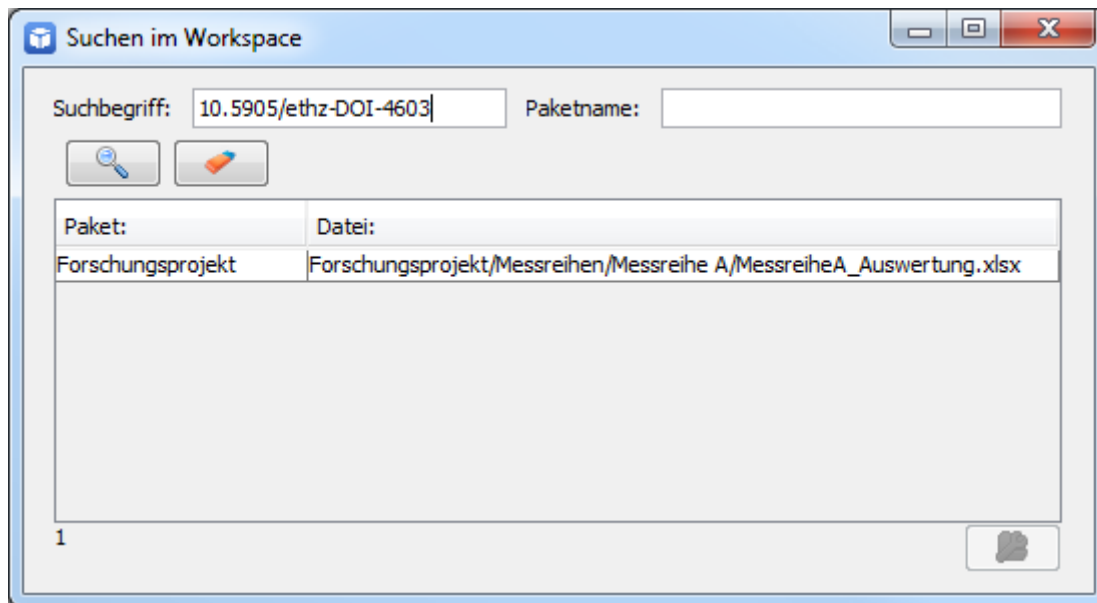 Suchen im Workspace
Suchbegriff: 10.5905/ethz-DOI-4603 Paketname:
Paket: Datei:
Forschungsprojekt Forschungsprojekt/Messreihen/Messreihe A/MessreiheA_Auswertung.xlsx
1